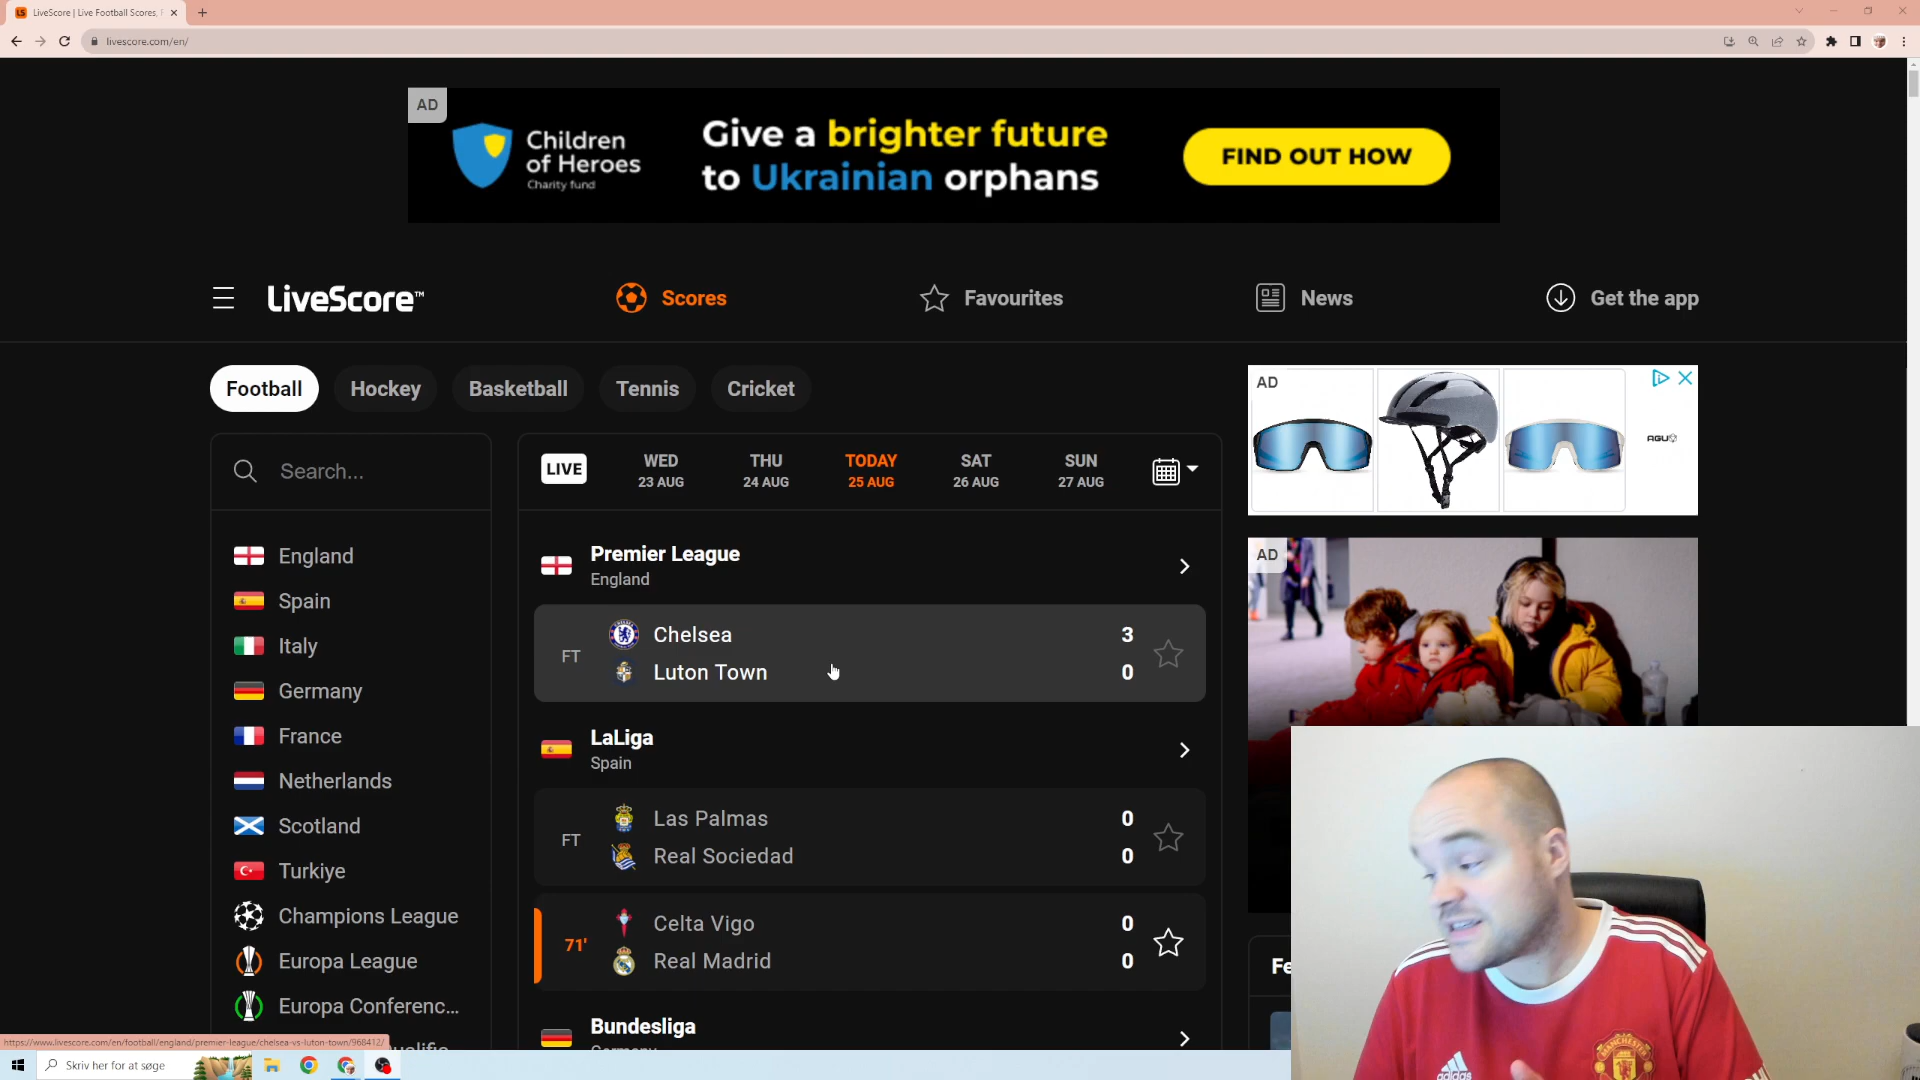 LiveScore | Live Football Scores,
livescore.com/en/
AD
Children
of Heroes
Charity fund
Give a brighter future
to Ukrainian orphans
FIND OUT HOW
LiveScore™
Scores
Favourites
News
Get the app
Football
Hockey
Basketball
Tennis
Cricket
Search...
England
Spain
Italy
Germany
France
Netherlands
Scotland
Turkiye
Champions League
Europa League
Europa Conferenc...
LIVE
WED
23 AUG
THU
24 AUG
TODAY
25 AUG
SAT
26 AUG
SUN
27 AUG
Premier League
England
FT
Chelsea 3
Luton Town 0
LaLiga
Spain
FT
Las Palmas 0
Real Sociedad 0
71'
Celta Vigo 0
Real Madrid 0
Bundesliga
AD
AGU
AD
Fe
https://www.livescore.com/en/football/england/premier-league/chelsea-vs-luton-town/968412/
Skriv her for at søge
adidas
MANCHESTER